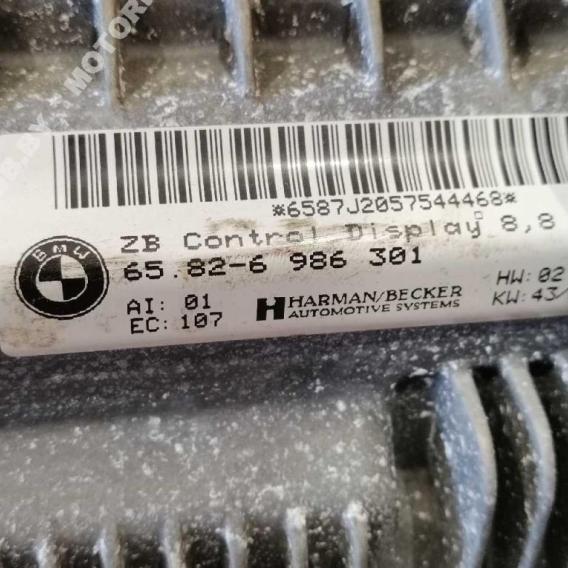 *6587J2057544468*
ZB Control Display 8,8
65.82-6 986 301
AI: 01
EC: 107
HARMAN/BECKER
AUTOMOTIVE SYSTEMS
HW: 02
KW: 43/
BMW